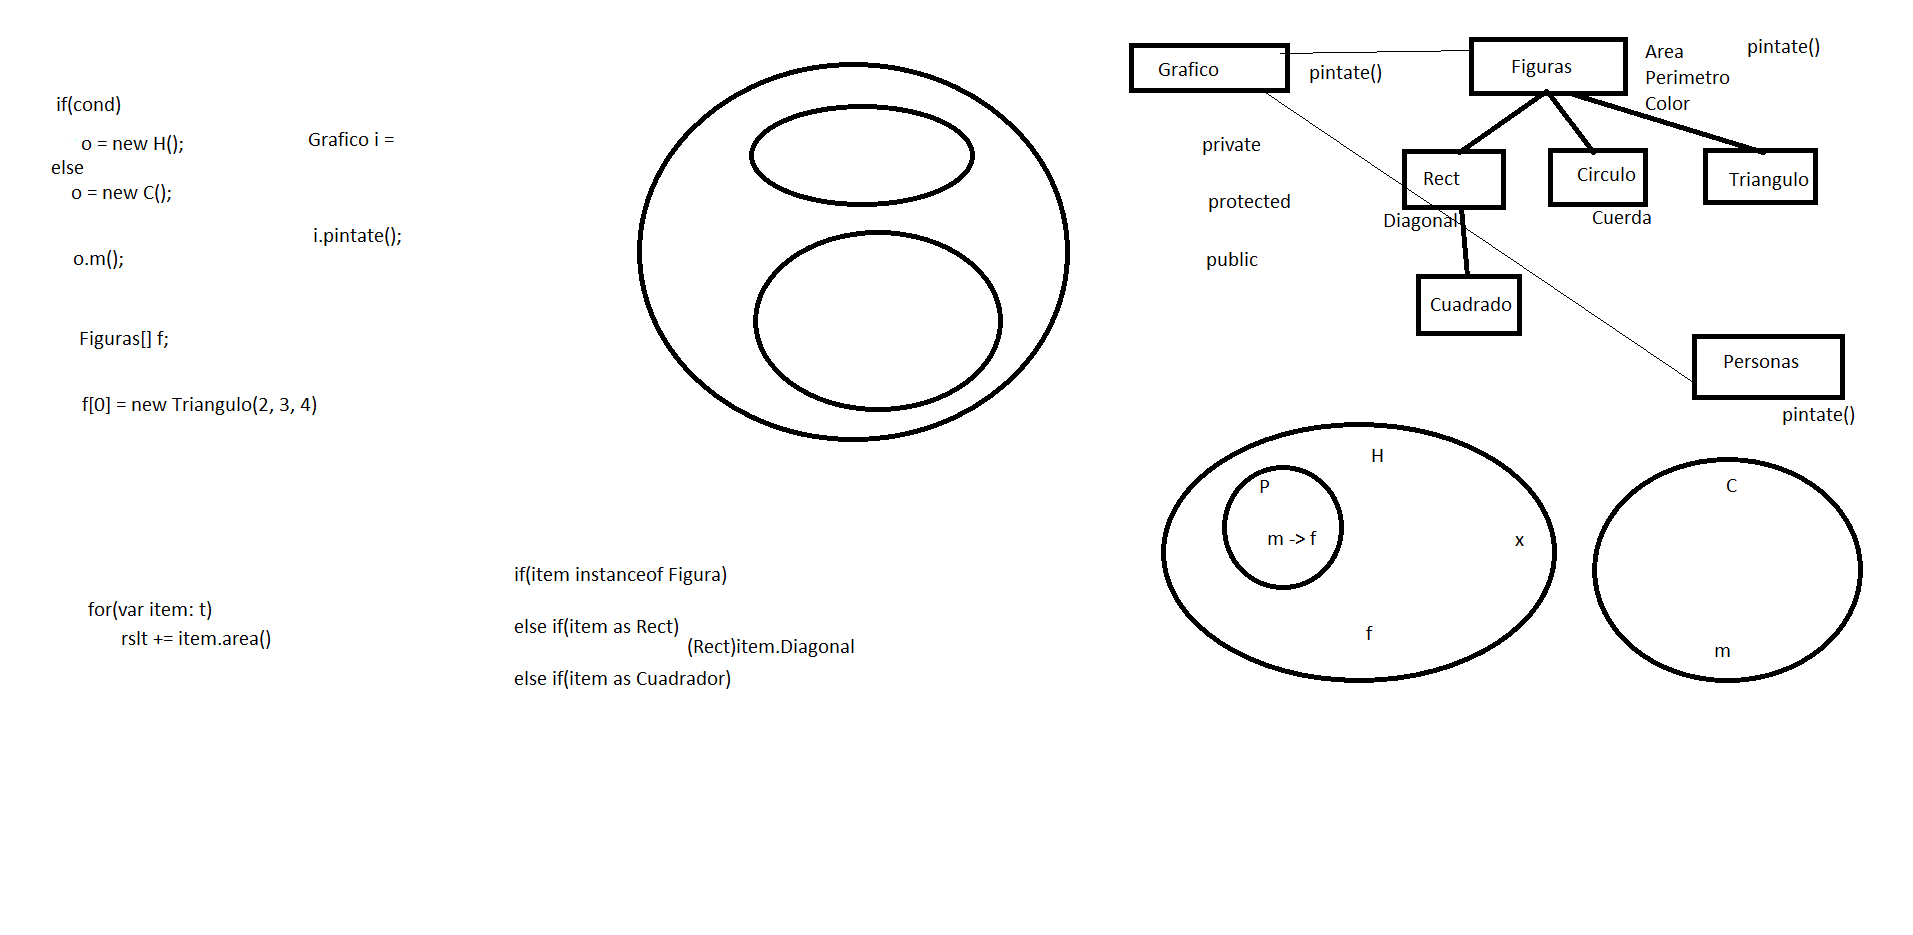 if(cond)
o = new H();
else
o = new C();
o.m();
Grafico i =
i.pintate();
Figuras[] f;
f[0] = new Triangulo(2, 3, 4)
for(var item: t)
rslt += item.area()
if(item instanceof Figura)
else if(item as Rect)
(Rect)item.Diagonal
else if(item as Cuadrador)
Grafico
pintate()
Figuras
Area
Perimetro
Color
pintate()
private
protected
public
Rect
Diagonal
Circulo
Cuerda
Triangulo
Cuadrado
Personas
pintate()
H
P
m -> f
x
f
C
m